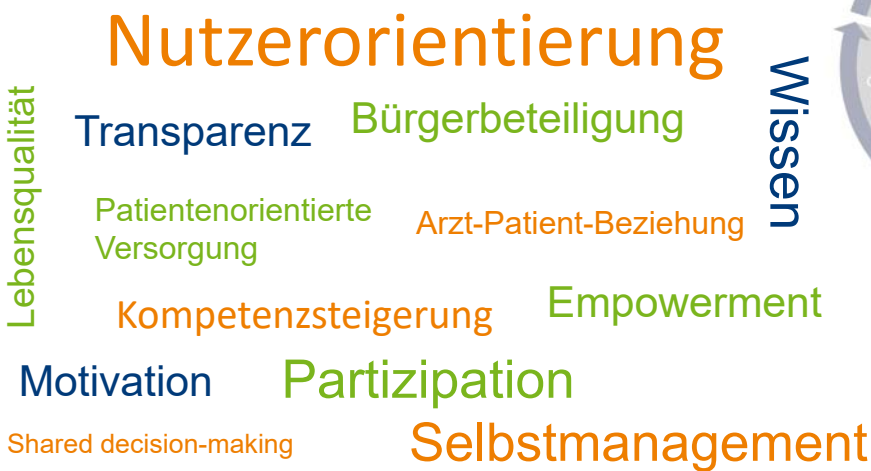 Nutzerorientierung
Wissen
Lebensqualität
Transparenz
Bürgerbeteiligung
Patientenorientierte
Versorgung
Arzt-Patient-Beziehung
Kompetenzsteigerung
Empowerment
Motivation
Partizipation
Shared decision-making
Selbstmanagement